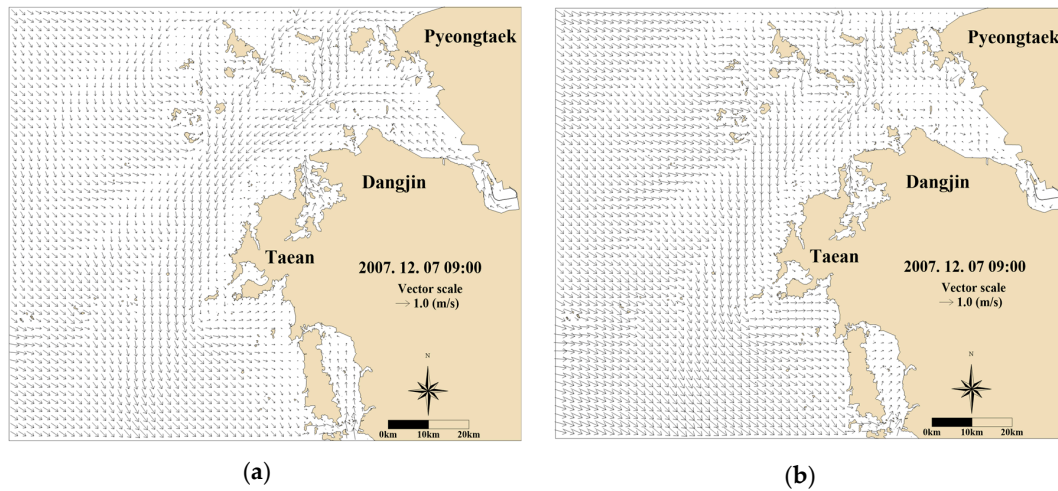 Pyeongtaek
Dangjin
Taean
2007. 12. 07 09:00
Vector scale
1.0 (m/s)
N
0km 10km 20km
(a)
Pyeongtaek
Dangjin
Taean
2007. 12. 07 09:00
Vector scale
1.0 (m/s)
N
0km 10km 20km
(b)